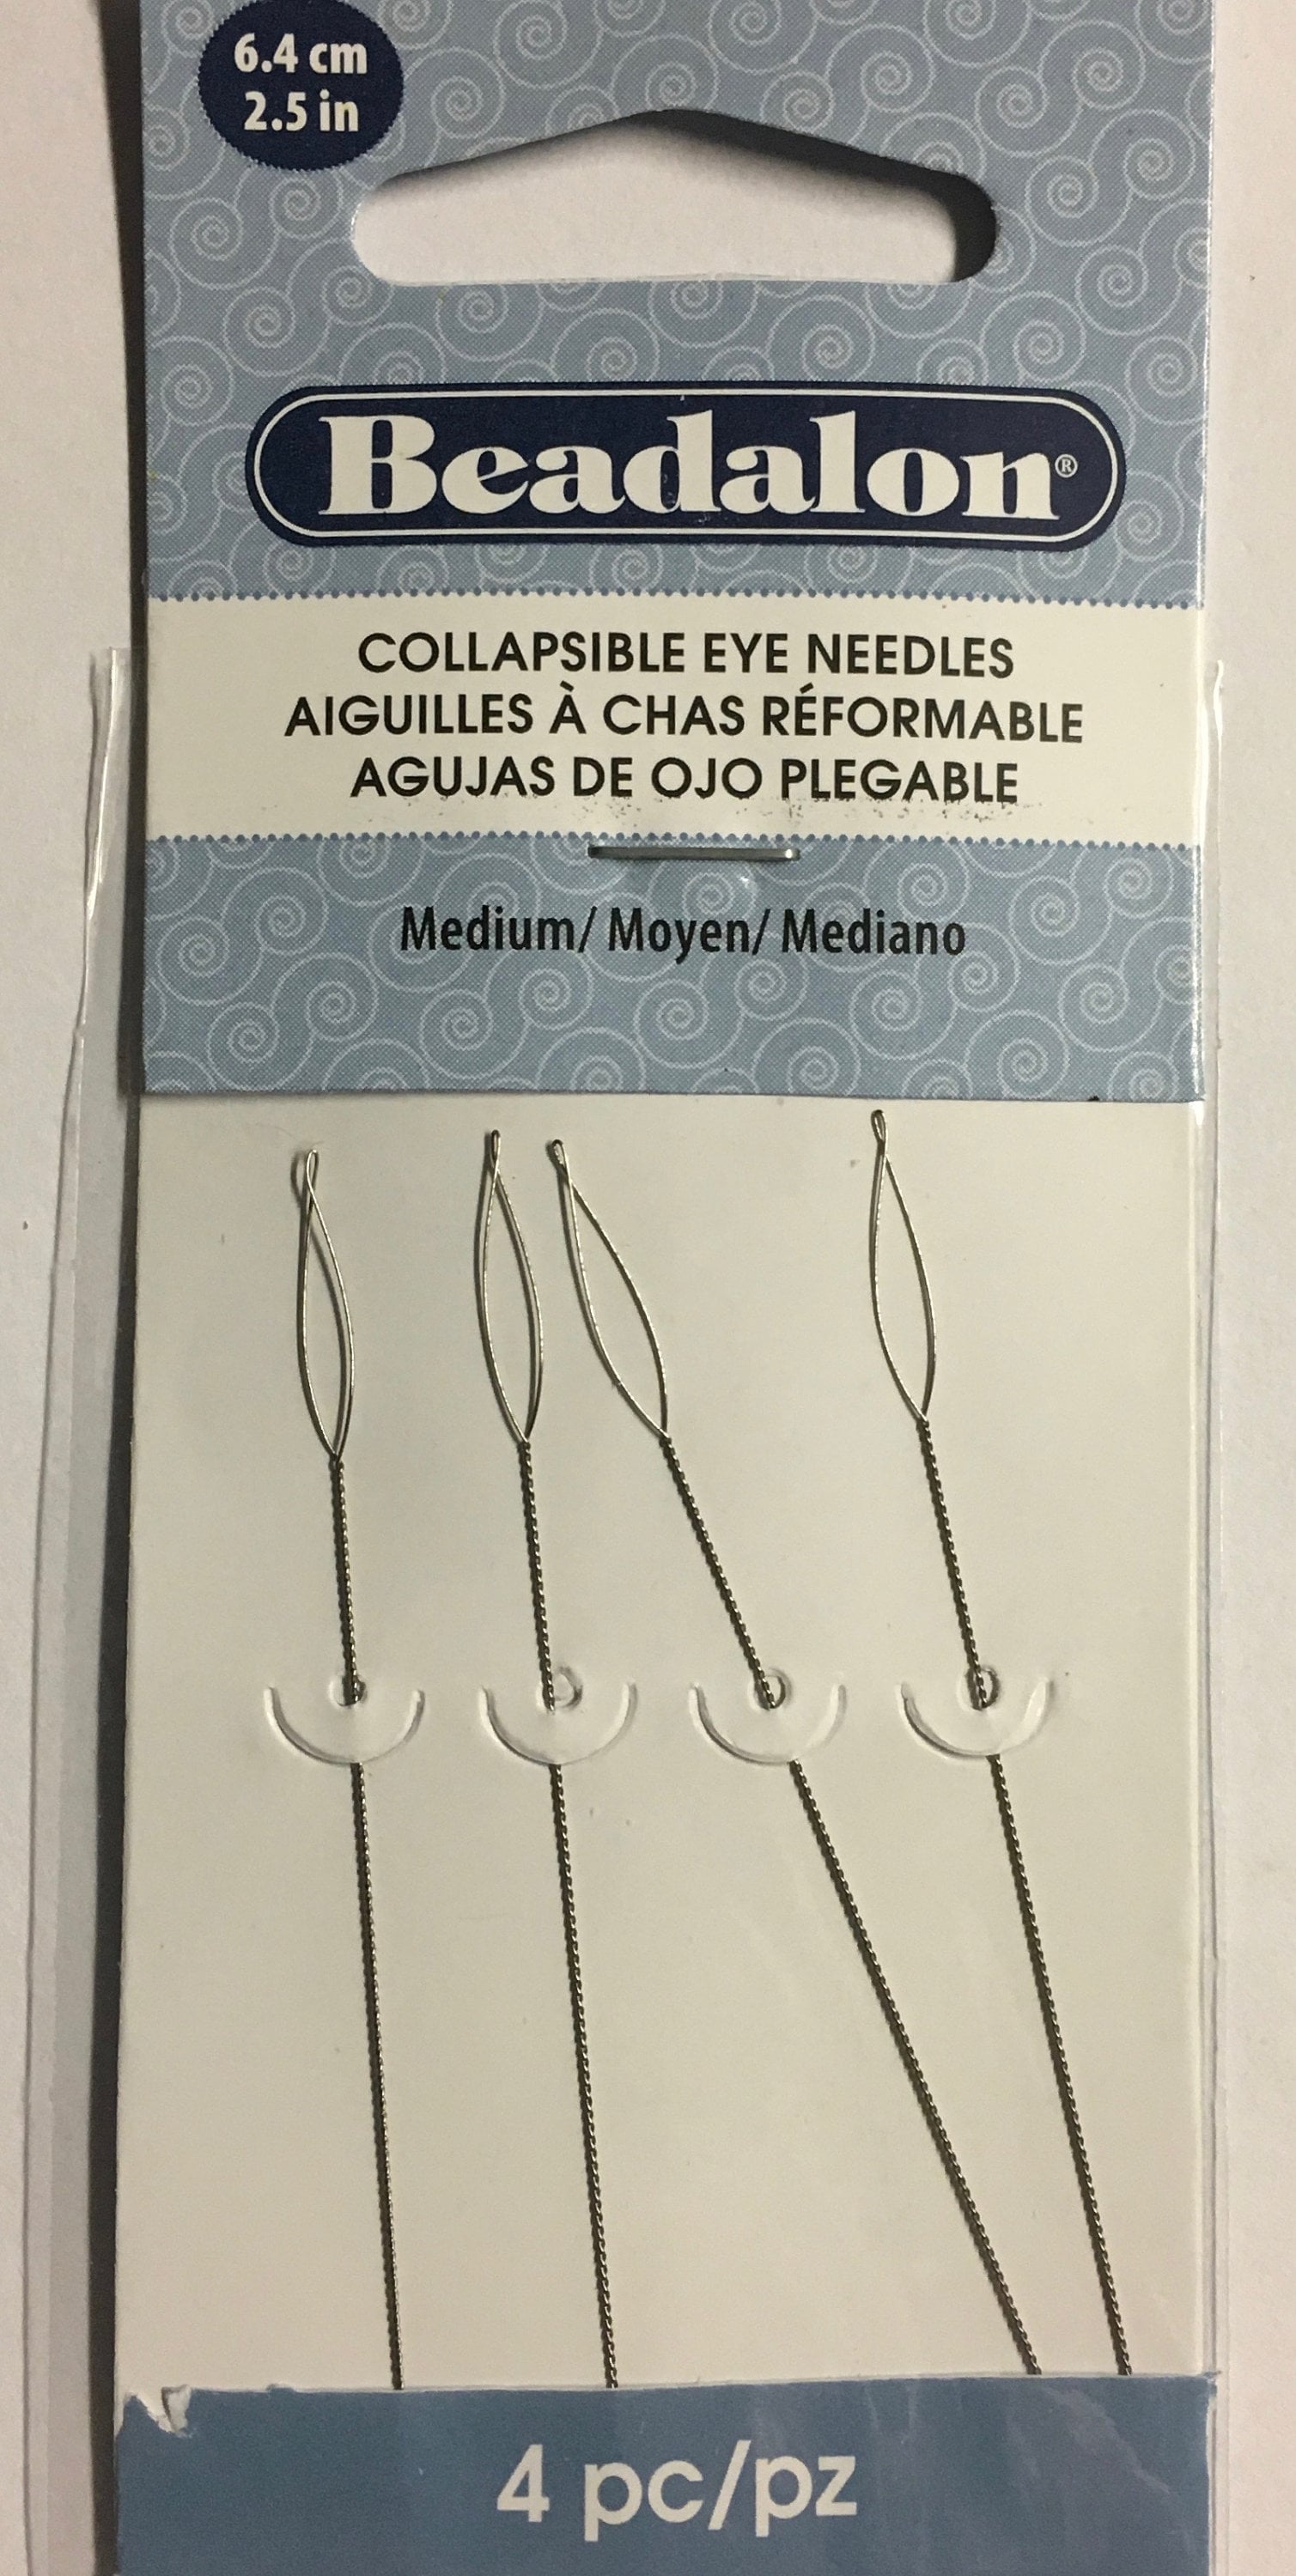 6.4 cm
2.5 in
Beadalon®
COLLAPSIBLE EYE NEEDLES
AIGUILLES À CHAS RÉFORMABLE
AGUJAS DE OJO PLEGABLE
Medium/ Moyen/ Mediano
4 pc/pz